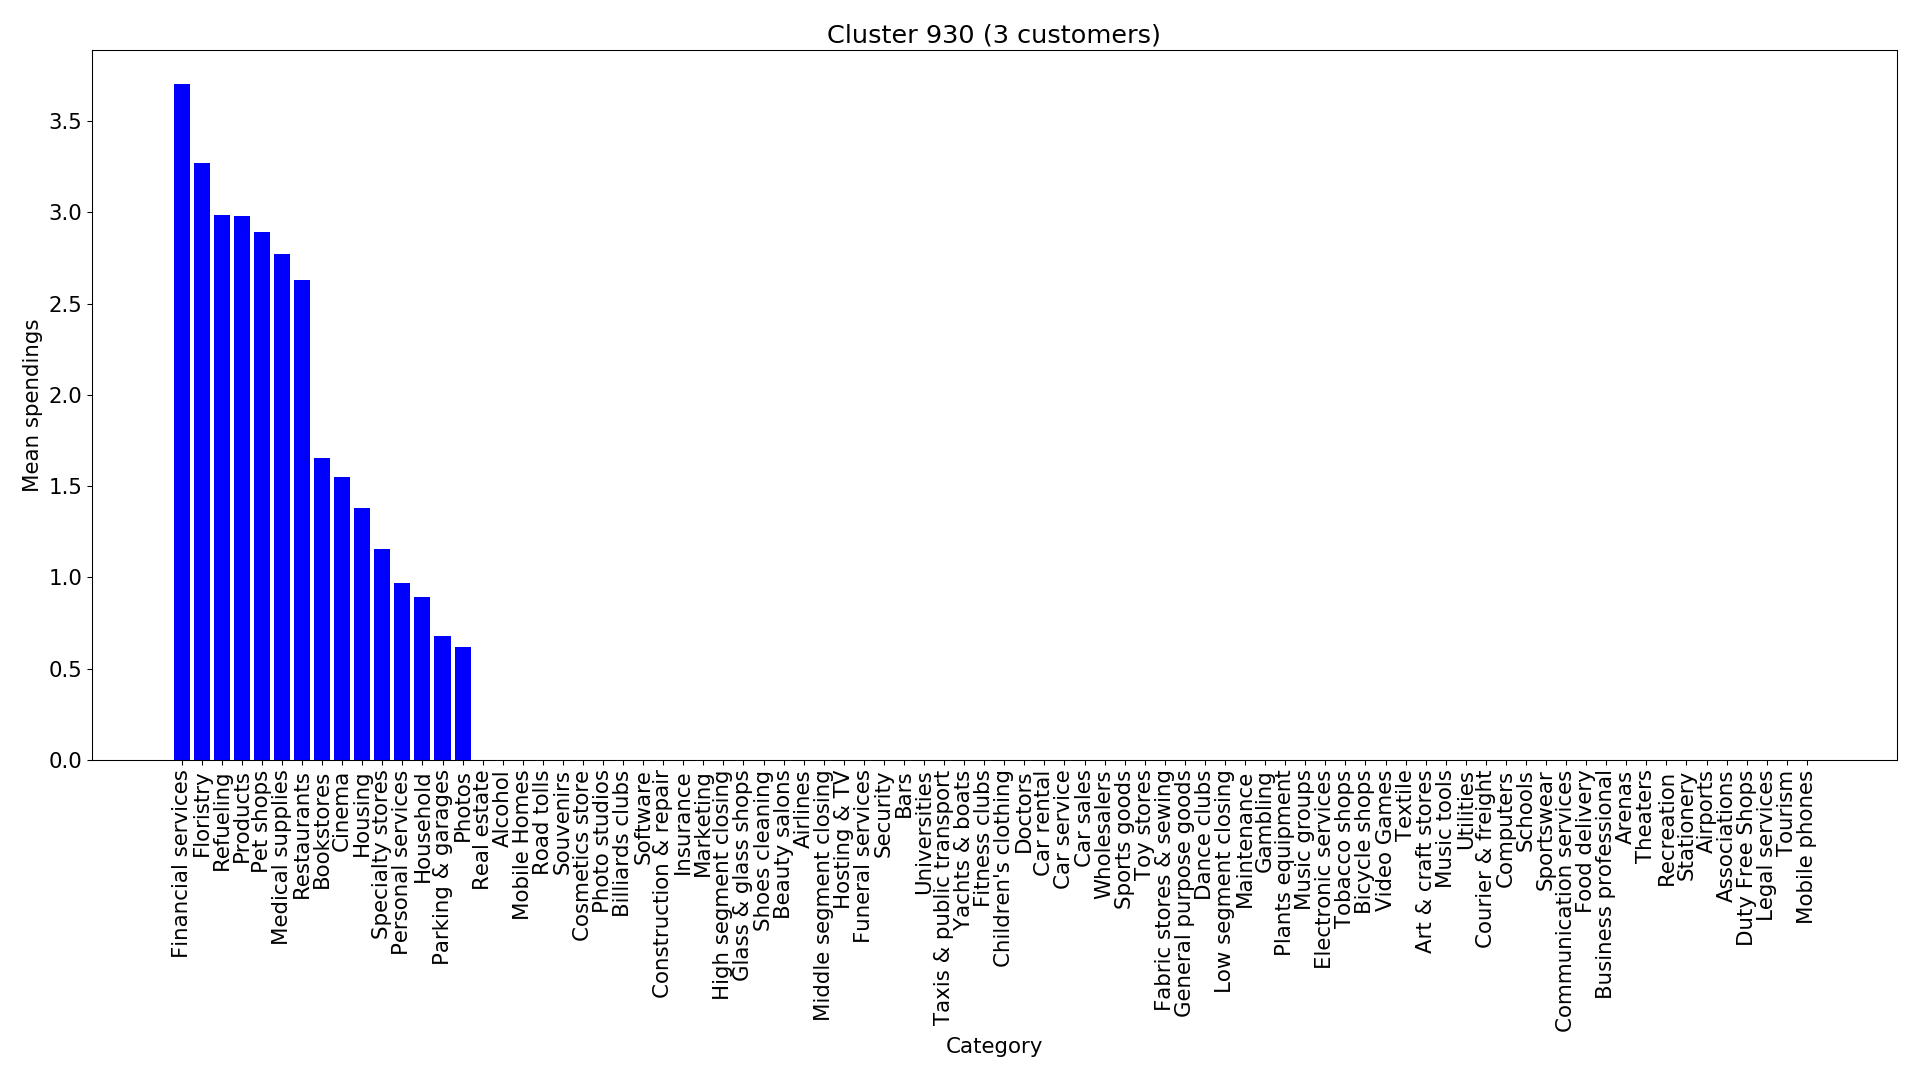 Cluster 930 (3 customers)
Mean spendings
3.5
3.0
2.5
2.0
1.5
1.0
0.5
0.0
Financial services
Floristry
Refueling
Products
Pet shops
Medical supplies
Restaurants
Bookstores
Cinema
Housing
Specialty stores
Personal services
Household
Parking & garages
Photos
Real estate
Alcohol
Mobile Homes
Road tolls
Souvenirs
Cosmetics store
Photo studios
Billiards clubs
Software
Construction & repair
Insurance
Marketing
High segment closing
Glass & glass shops
Shoes cleaning
Beauty salons
Airlines
Middle segment closing
Hosting & TV
Funeral services
Security
Bars
Universities
Taxis & public transport
Yachts & boats
Fitness clubs
Children's clothing
Doctors
Car rental
Car service
Car sales
Wholesalers
Sports goods
Toy stores
Fabric stores & sewing
General purpose goods
Dance clubs
Low segment closing
Maintenance
Gambling
Plants equipment
Music groups
Electronic services
Tobacco shops
Bicycle shops
Video Games
Textile
Art & craft stores
Music tools
Utilities
Courier & freight
Computers
Schools
Sportswear
Communication services
Food delivery
Business professional
Arenas
Theaters
Recreation
Stationery
Airports
Associations
Duty Free Shops
Legal services
Tourism
Mobile phones
Category